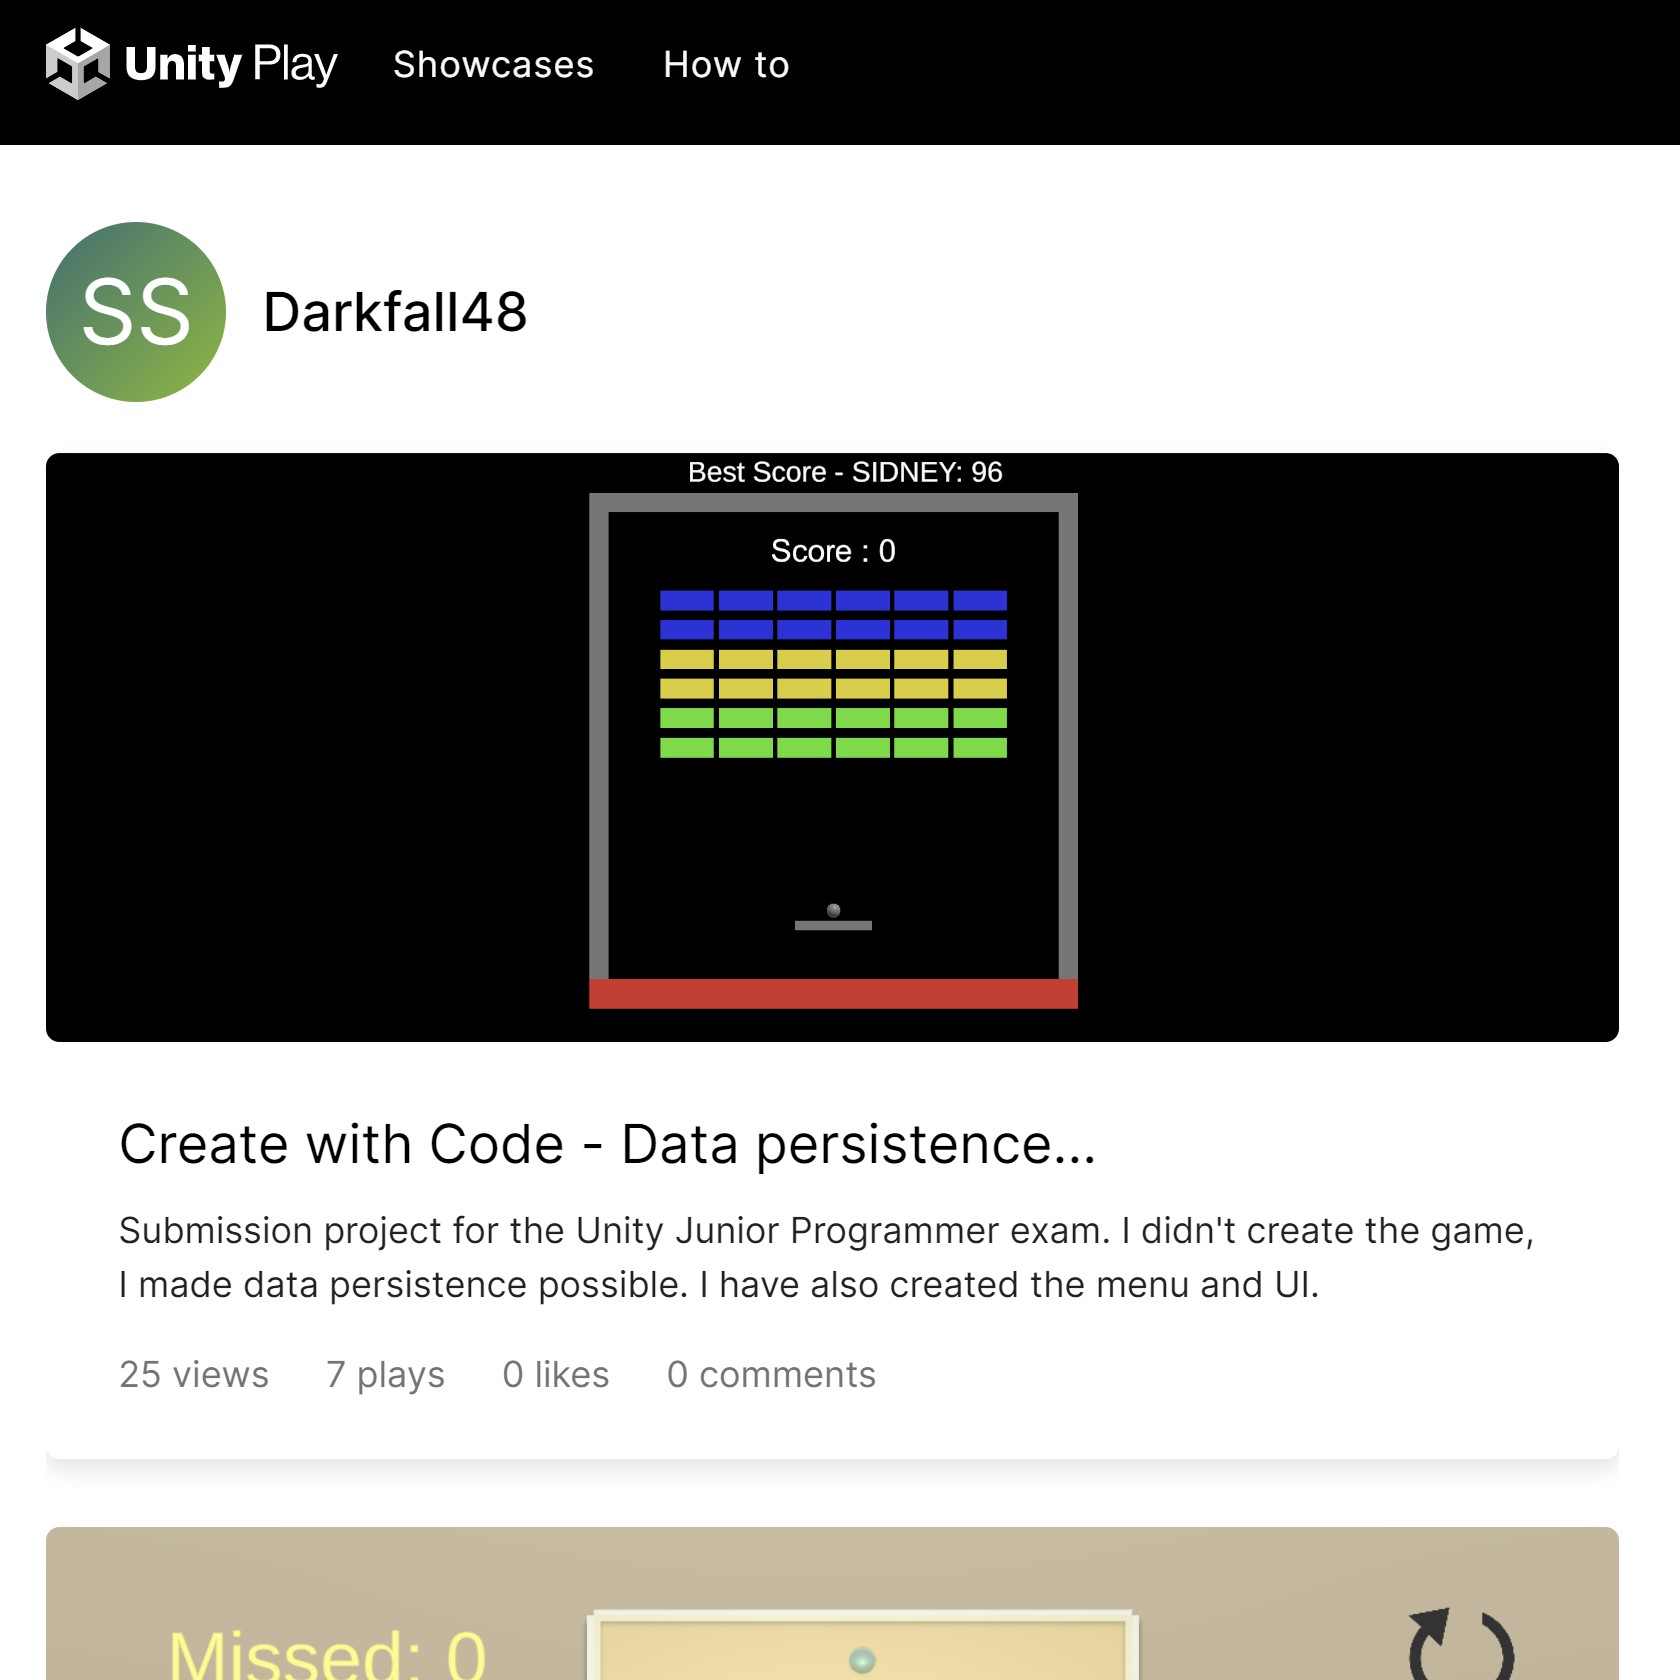 Unity Play Showcases How to
SS Darkfall48
Best Score - SIDNEY: 96
Score : 0
Create with Code - Data persistence...
Submission project for the Unity Junior Programmer exam. I didn't create the game,
I made data persistence possible. I have also created the menu and UI.
25 views 7 plays 0 likes 0 comments
Missed: 0